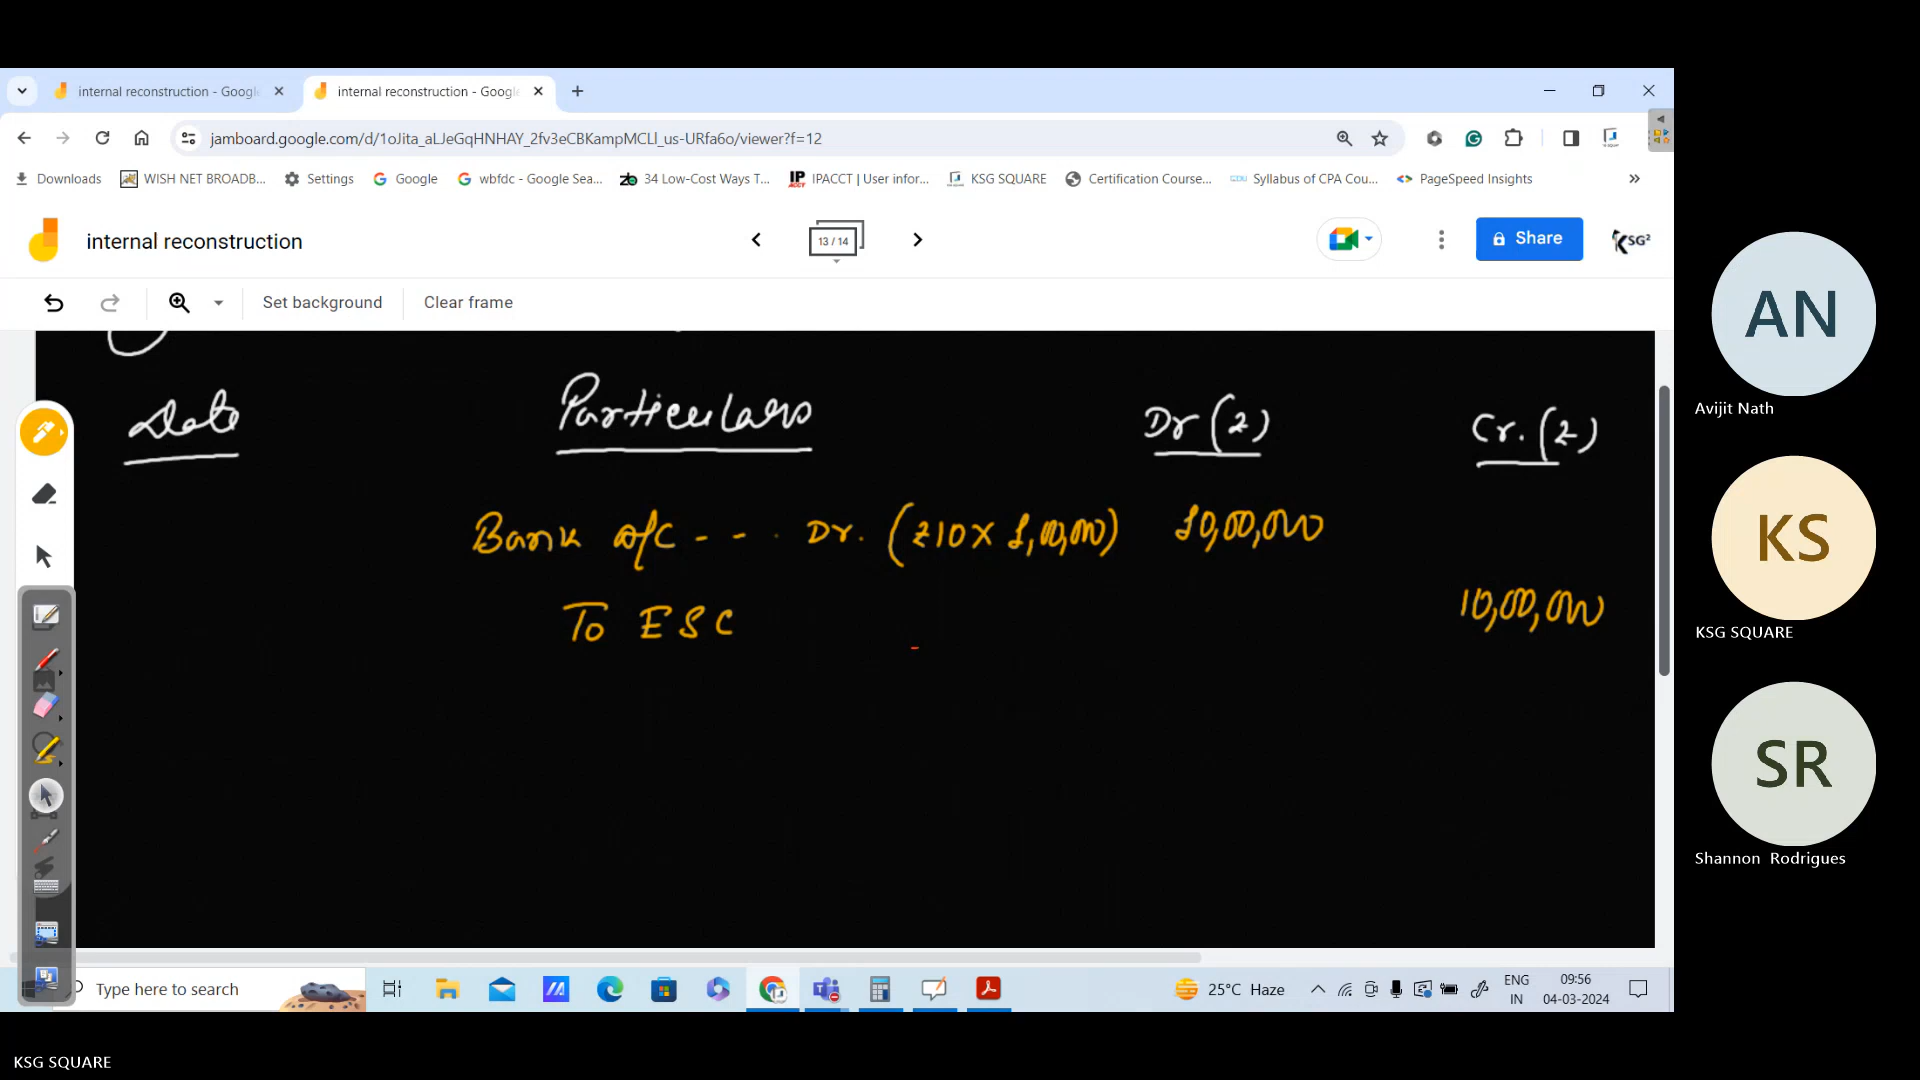 internal reconstruction - Googl
internal reconstruction - Google
jamboard.google.com/d/1oJita_aLJeGqHNHAY_2fv3eCBKampMCLl_us-URfa6o/viewer?f=12
Downloads WISH NET BROADB... Settings Google wbfdc - Google Sea... 34 Low-Cost Ways T... IPACCT | User infor... KSG SQUARE Certification Course... Syllabus of CPA Cou... PageSpeed Insights
internal reconstruction
13 / 14
Share
KSG²
Set background Clear frame
Date Particulars Dr (₹) Cr. (₹)
Bank A/C - - . Dr. (₹10 X 1,00,000) 10,00,000
To ESC 10,00,000
AN
Avijit Nath
KS
KSG SQUARE
SR
Shannon Rodrigues
Type here to search
25°C Haze
ENG
IN
09:56
04-03-2024
KSG SQUARE